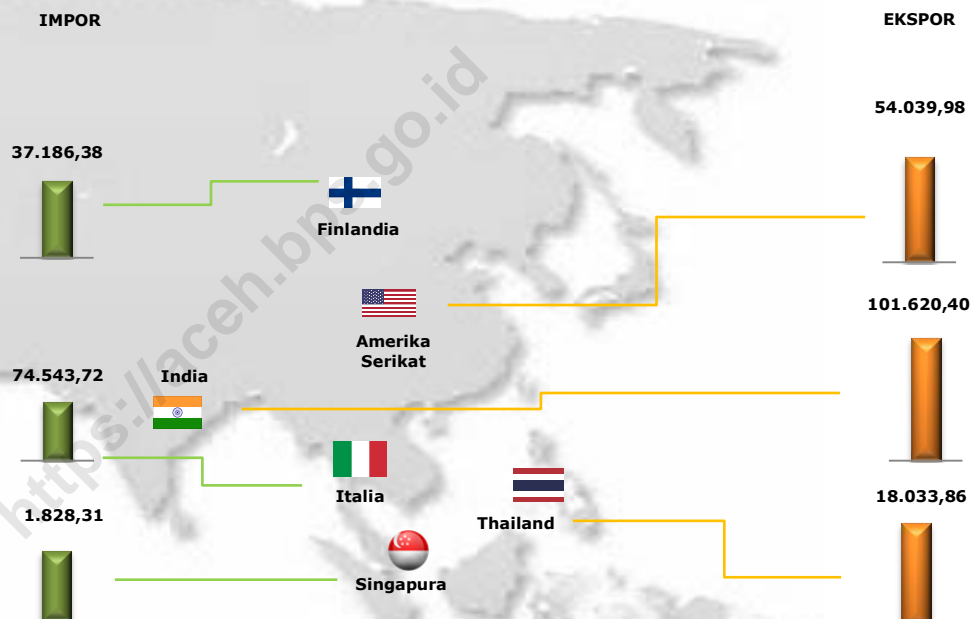 IMPOR
EKSPOR
54.039,98
37.186,38
Finlandia
101.620,40
Amerika
Serikat
74.543,72
India
Italia
18.033,86
1.828,31
Thailand
Singapura
https://aceh.bps.go.id